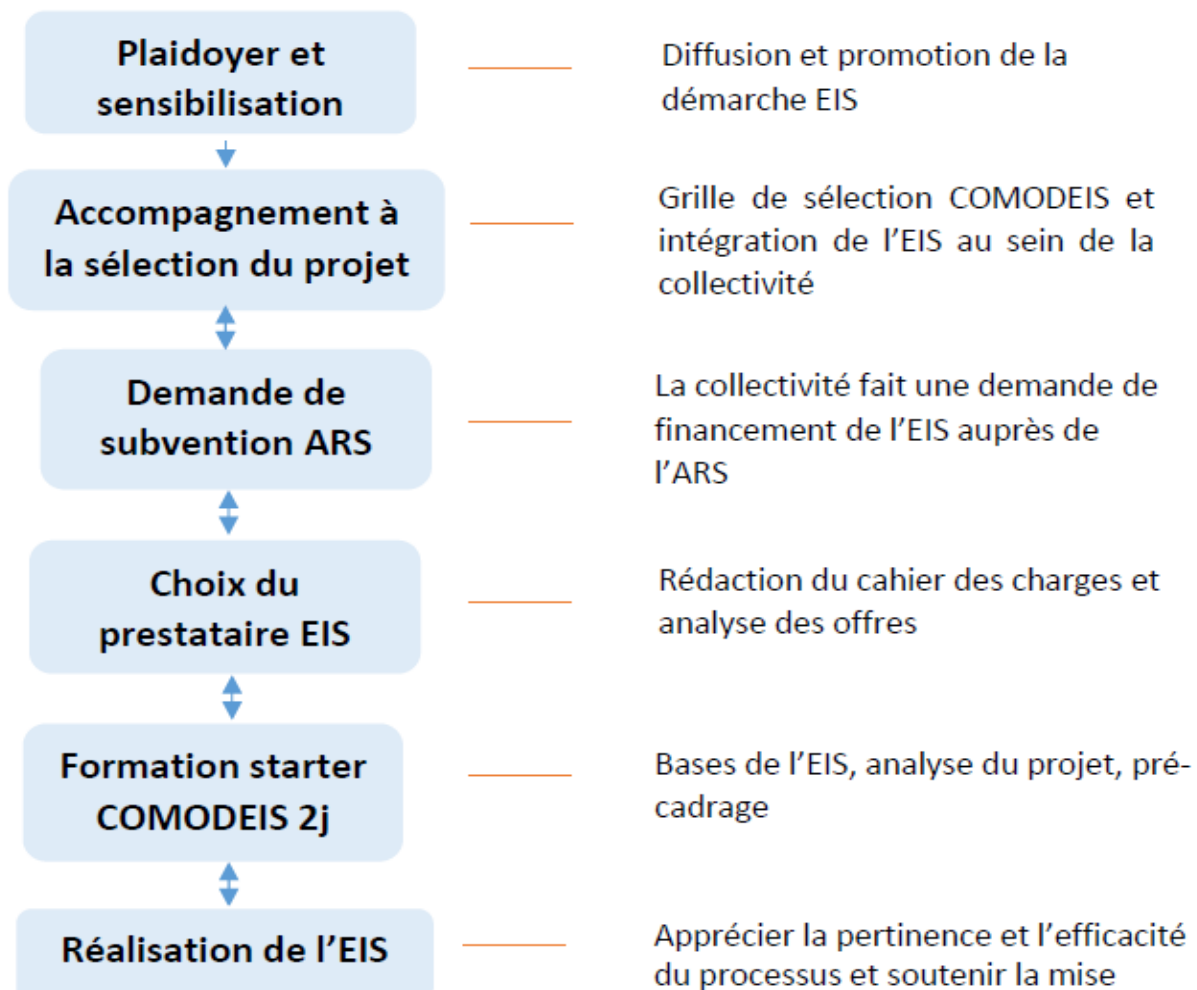 Plaidoyer et
sensibilisation
Diffusion et promotion de la
démarche EIS
Accompagnement à
la sélection du projet
Grille de sélection COMODEIS et
intégration de l'EIS au sein de la
collectivité
Demande de
subvention ARS
La collectivité fait une demande de
financement de l'EIS auprès de
l'ARS
Choix du
prestataire EIS
Rédaction du cahier des charges et
analyse des offres
Formation starter
COMODEIS 2j
Bases de l'EIS, analyse du projet, pré-
cadrage
Réalisation de l'EIS
Apprécier la pertinence et l'efficacité
du processus et soutenir la mise